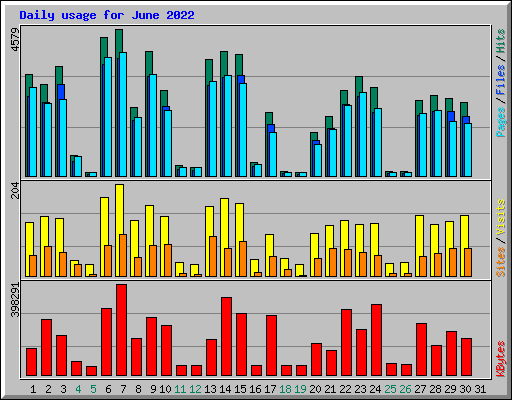 Daily usage for June 2022
4579
Pages / Files / Hits
204
Sites / Visits
398291
KBytes
1 2 3 4 5 6 7 8 9 10 11 12 13 14 15 16 17 18 19 20 21 22 23 24 25 26 27 28 29 30 31